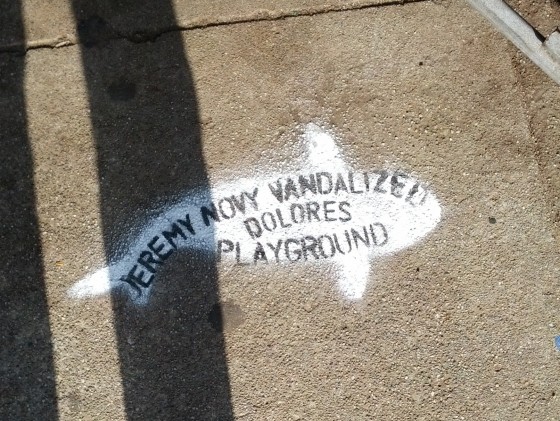 JEREMY NOVY VANDALIZED
DOLORES
PLAYGROUND